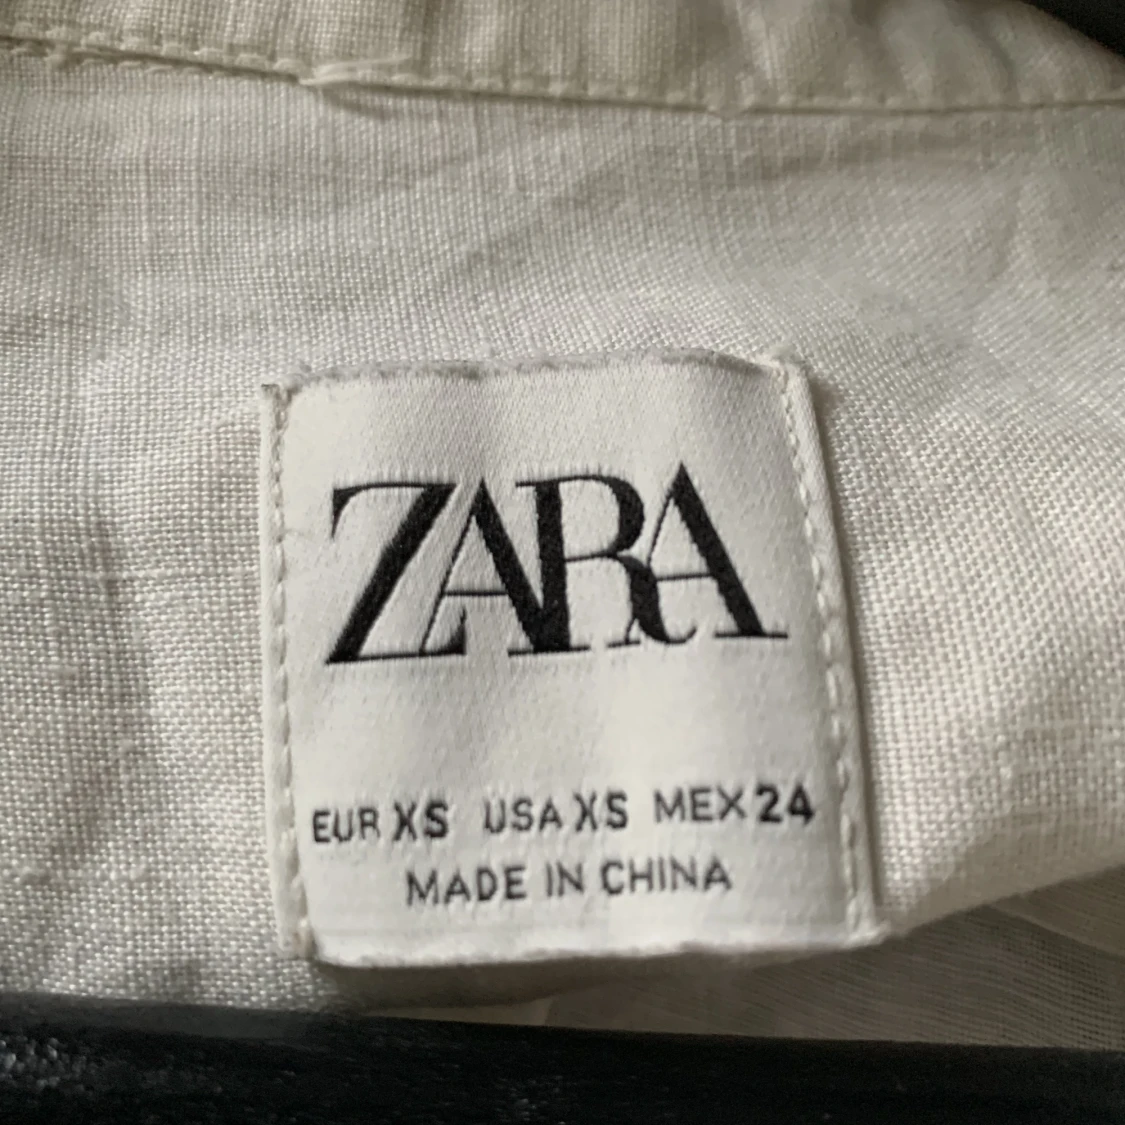 ZARA
EUR XS USA XS MEX 24
MADE IN CHINA